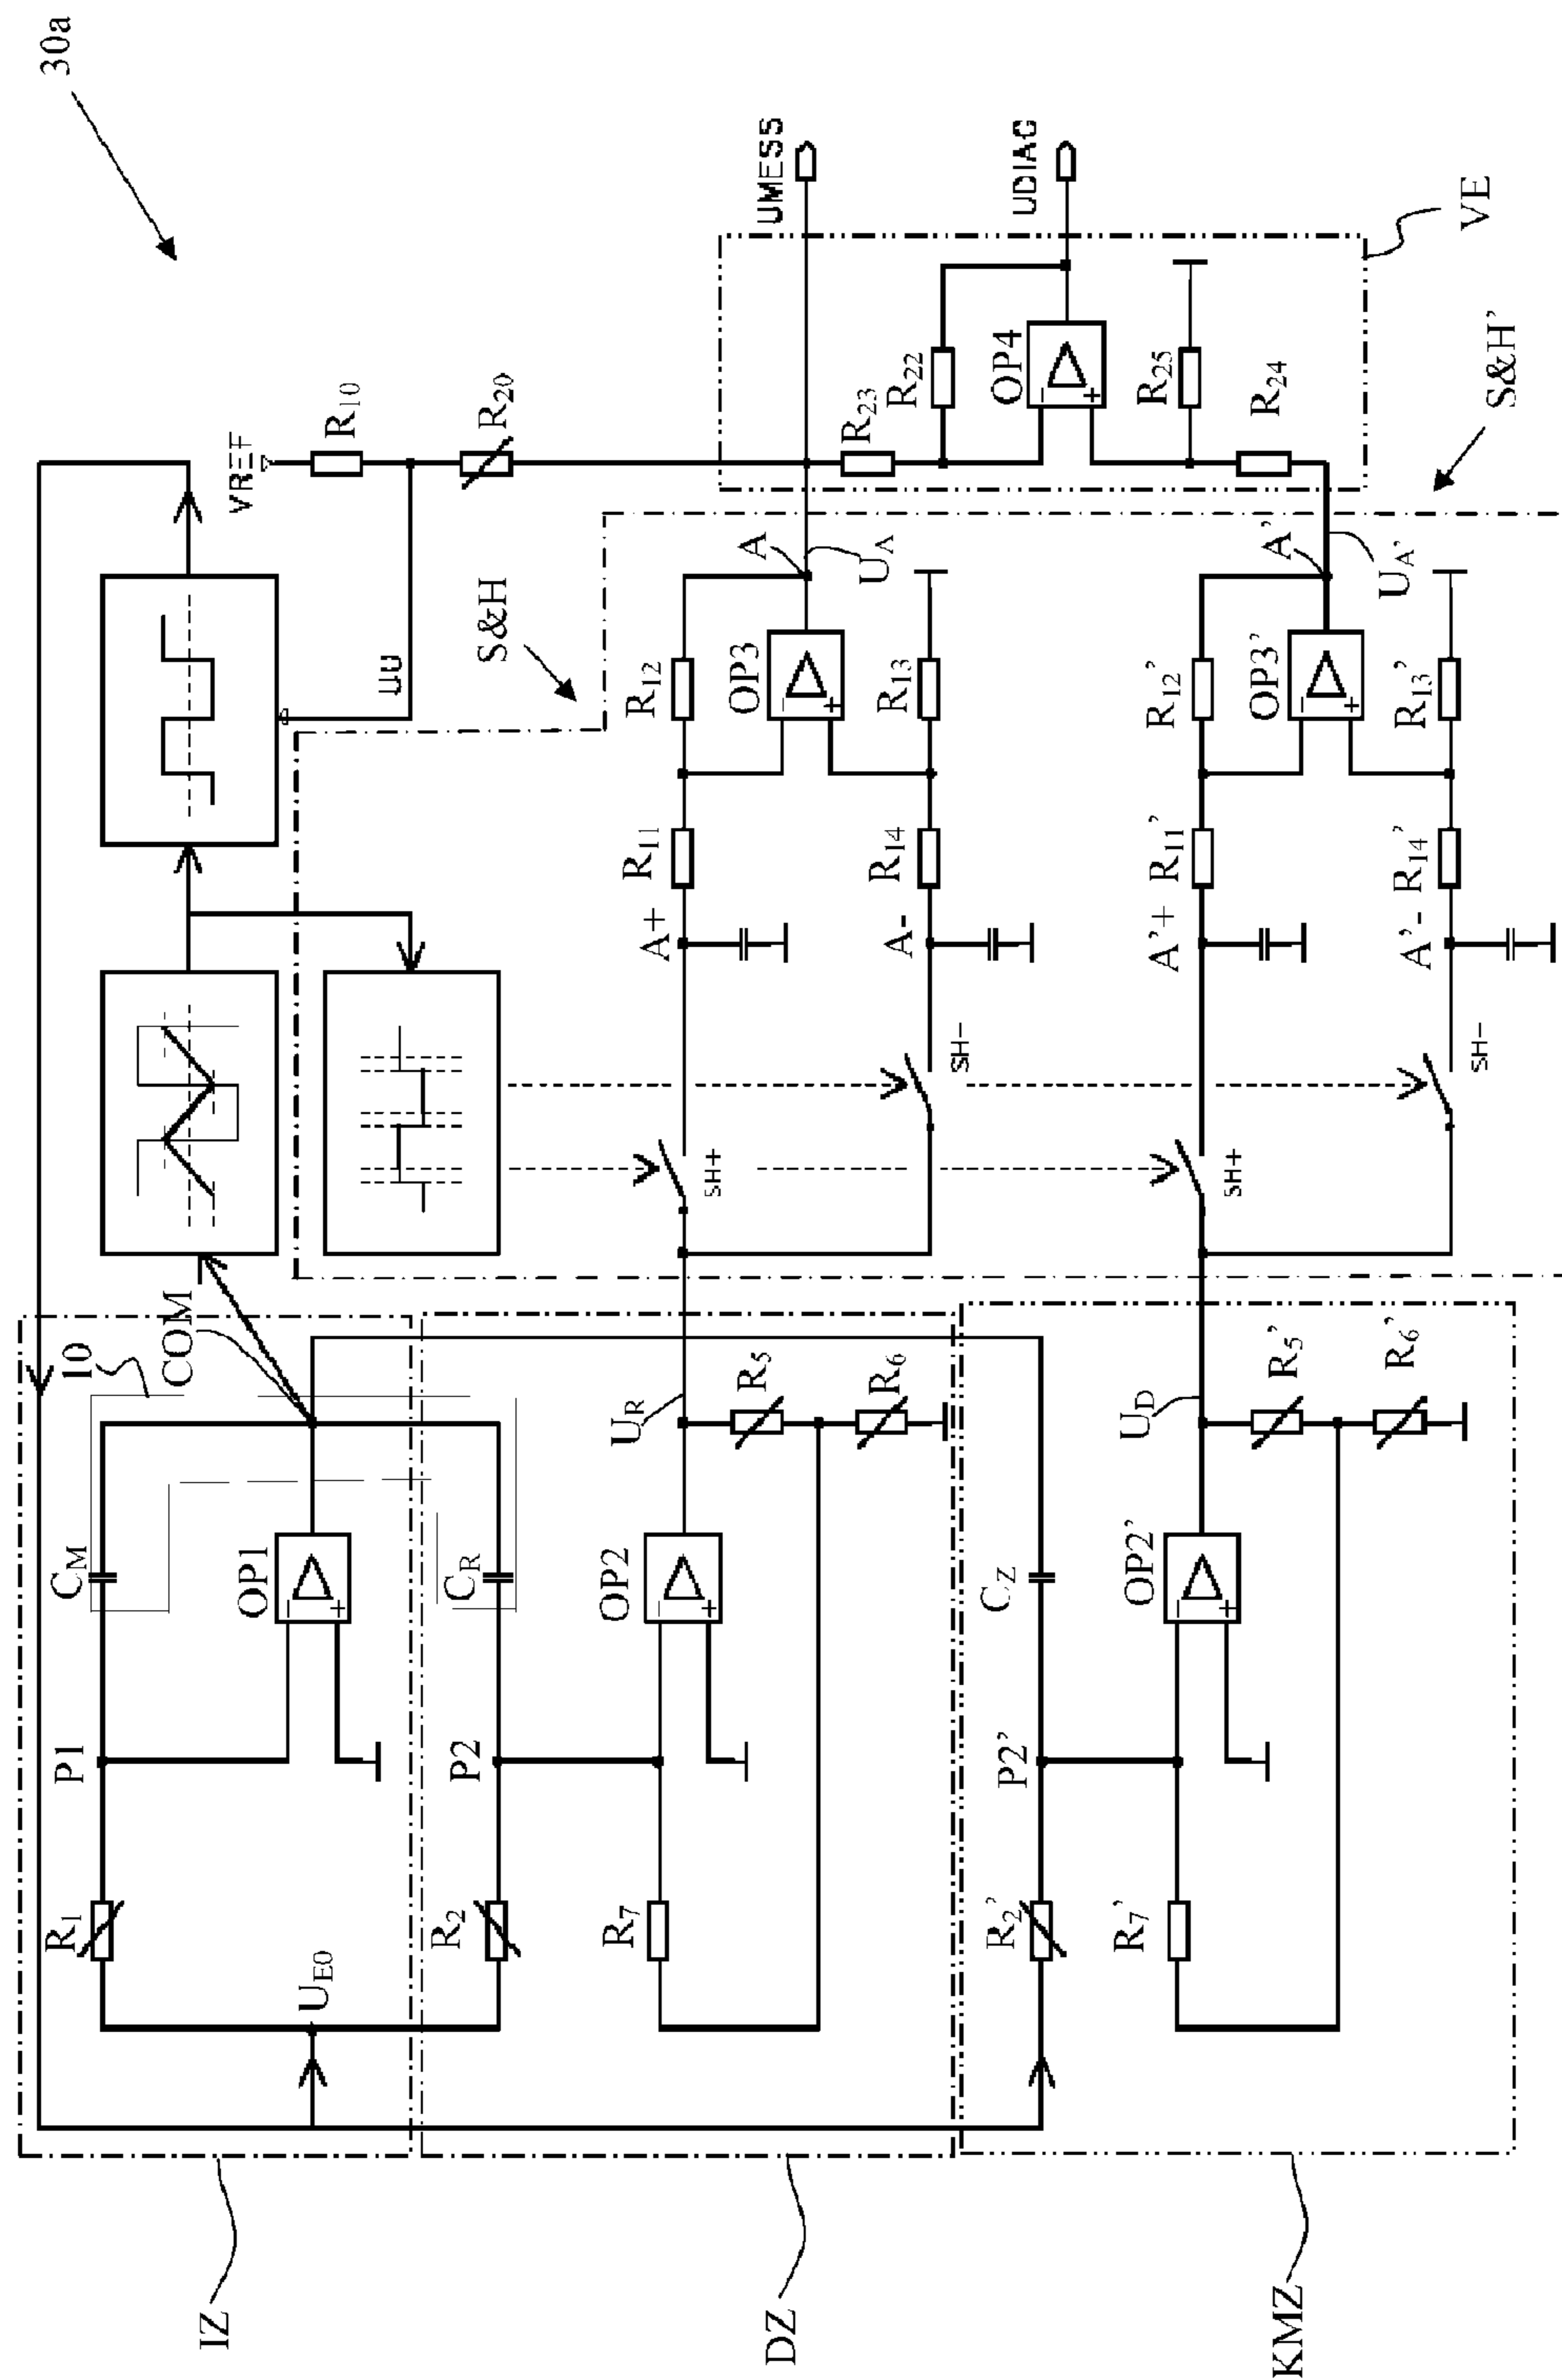 30a
UMESS
UDIAG
VE
VREF
R10
R20
R23
R22
OP4
R25
R24
S&H'
UU
S&H
A
UA
A'
UA'
R12
OP3
R13
R12'
OP3'
R13'
R11
R14
R11'
R14'
A+
A-
A'+
A'-
SH+
SH-
SH+
SH-
10
COM
CM
OP1
CR
UR
R5
R6
OP2
CZ
UD
R5'
R6'
OP2'
P1
P2
P2'
R1
R2
R7
R2'
R7'
UE0
IZ
DZ
KMZ